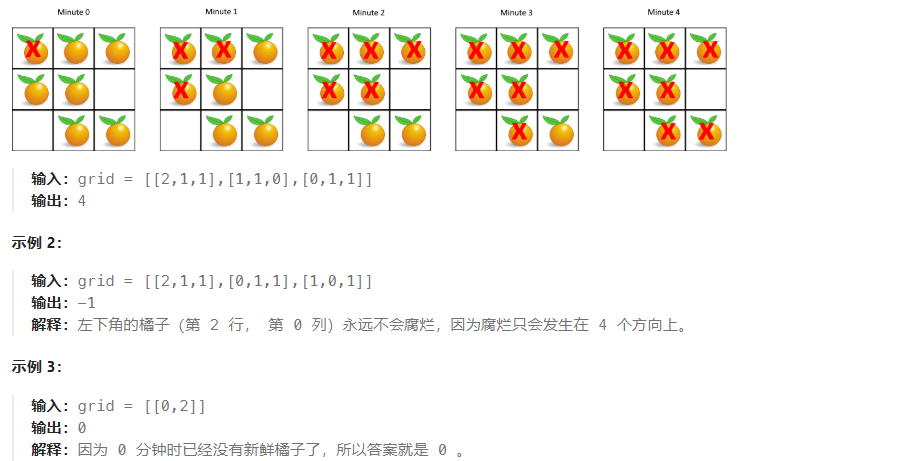 Minute 0 Minute 1 Minute 2 Minute 3 Minute 4
X X X X X X X X X X X X X
X X X X X X X
X X X
输入：grid = [[2,1,1],[1,1,0],[0,1,1]]
输出：4
示例 2：
输入：grid = [[2,1,1],[0,1,1],[1,0,1]]
输出：-1
解释：左下角的橘子（第 2 行， 第 0 列）永远不会腐烂，因为腐烂只会发生在 4 个方向上。
示例 3：
输入：grid = [[0,2]]
输出：0
解释：因为 0 分钟时已经没有新鲜橘子了，所以答案就是 0 。